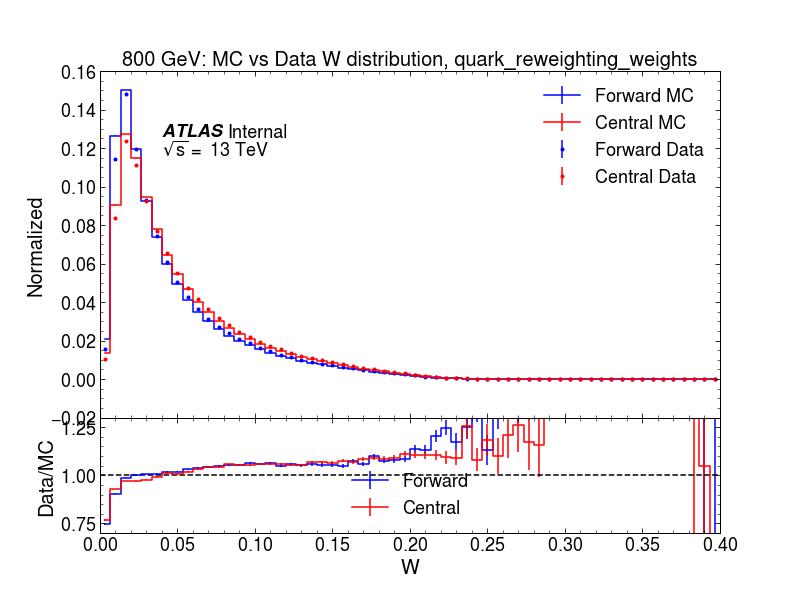 800 GeV: MC vs Data W distribution, quark_reweighting_weights
0.16
0.14
0.12
0.10
0.08
0.06
0.04
0.02
0.00
−0.02
Normalized
ATLAS Internal
√s = 13 TeV
Forward MC
Central MC
Forward Data
Central Data
1.25
1.00
0.75
Data/MC
Forward
Central
0.00 0.05 0.10 0.15 0.20 0.25 0.30 0.35 0.40
W